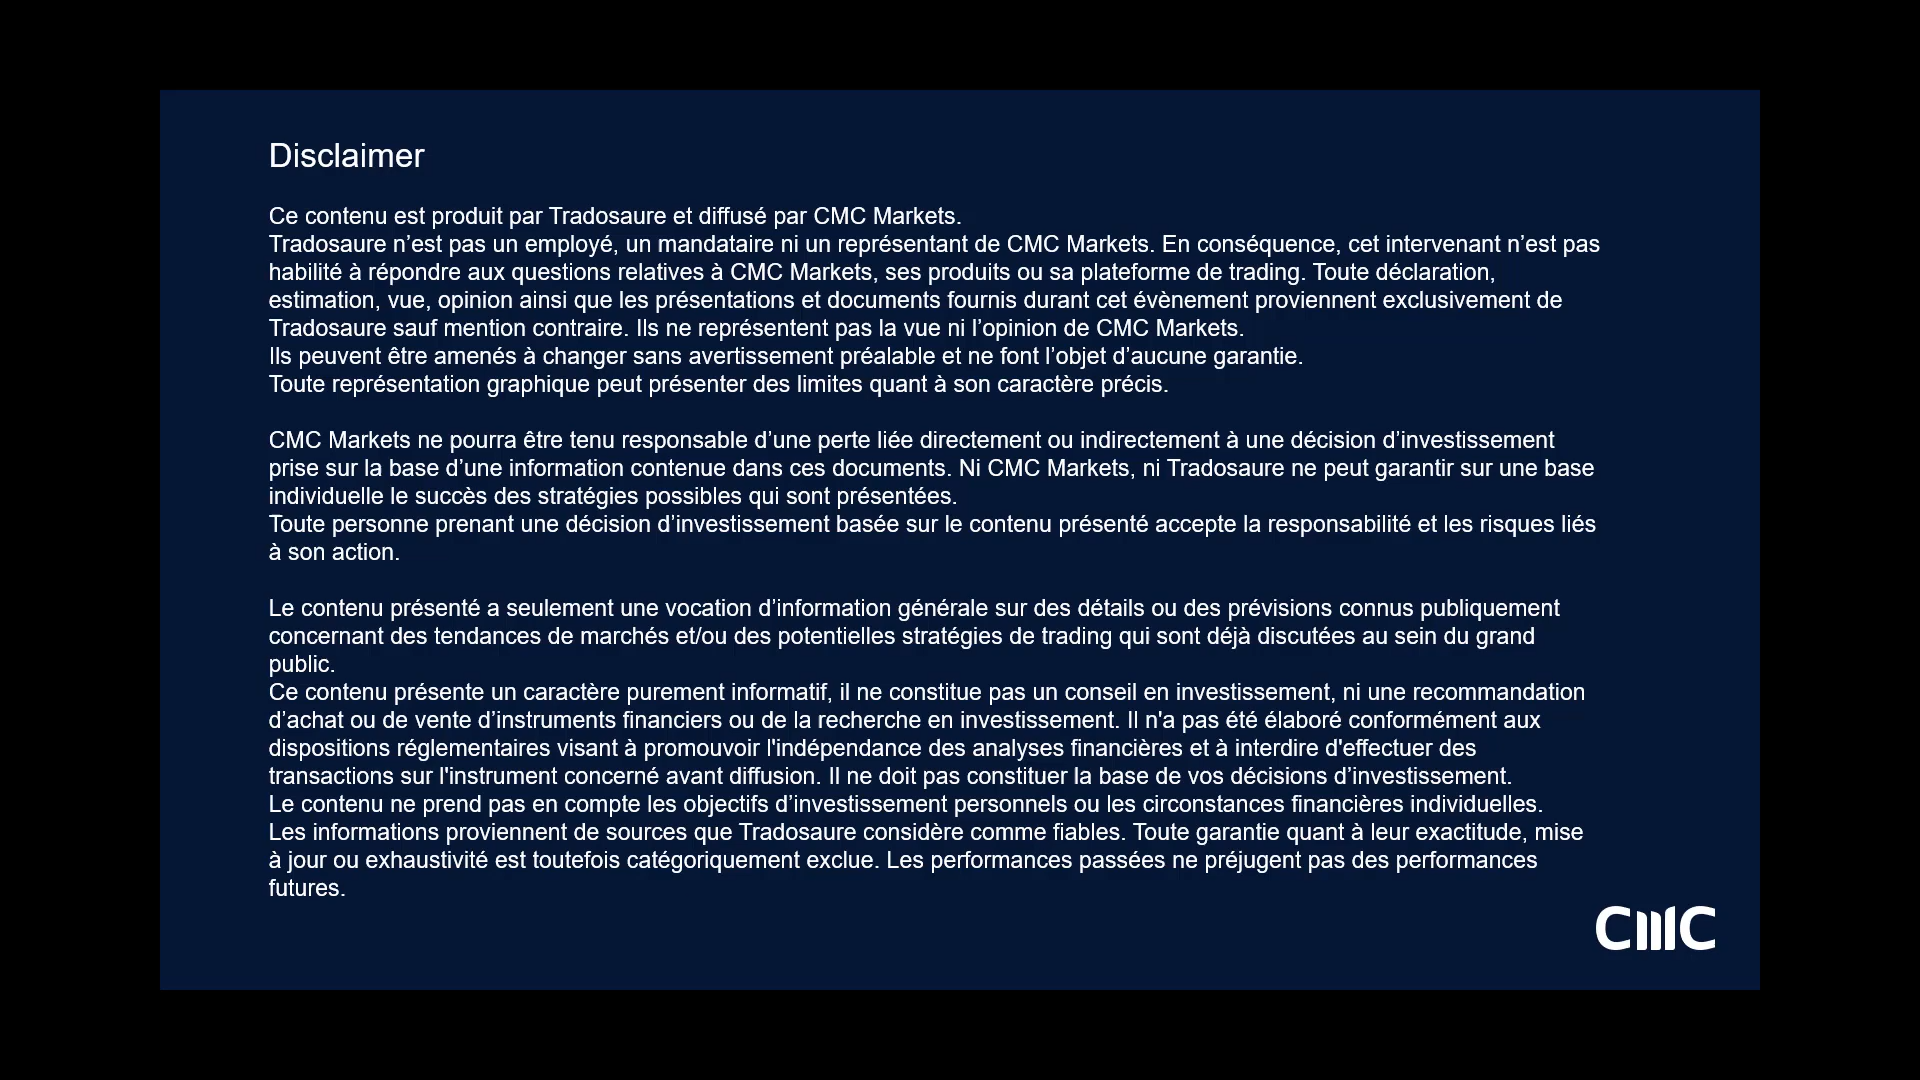 Disclaimer
Ce contenu est produit par Tradosaure et diffusé par CMC Markets.
Tradosaure n’est pas un employé, un mandataire ni un représentant de CMC Markets. En conséquence, cet intervenant n’est pas
habilité à répondre aux questions relatives à CMC Markets, ses produits ou sa plateforme de trading. Toute déclaration,
estimation, vue, opinion ainsi que les présentations et documents fournis durant cet évènement proviennent exclusivement de
Tradosaure sauf mention contraire. Ils ne représentent pas la vue ni l’opinion de CMC Markets.
Ils peuvent être amenés à changer sans avertissement préalable et ne font l’objet d’aucune garantie.
Toute représentation graphique peut présenter des limites quant à son caractère précis.
CMC Markets ne pourra être tenu responsable d’une perte liée directement ou indirectement à une décision d’investissement
prise sur la base d’une information contenue dans ces documents. Ni CMC Markets, ni Tradosaure ne peut garantir sur une base
individuelle le succès des stratégies possibles qui sont présentées.
Toute personne prenant une décision d’investissement basée sur le contenu présenté accepte la responsabilité et les risques liés
à son action.
Le contenu présenté a seulement une vocation d’information générale sur des détails ou des prévisions connus publiquement
concernant des tendances de marchés et/ou des potentielles stratégies de trading qui sont déjà discutées au sein du grand
public.
Ce contenu présente un caractère purement informatif, il ne constitue pas un conseil en investissement, ni une recommandation
d’achat ou de vente d’instruments financiers ou de la recherche en investissement. Il n'a pas été élaboré conformément aux
dispositions réglementaires visant à promouvoir l'indépendance des analyses financières et à interdire d'effectuer des
transactions sur l'instrument concerné avant diffusion. Il ne doit pas constituer la base de vos décisions d’investissement.
Le contenu ne prend pas en compte les objectifs d’investissement personnels ou les circonstances financières individuelles.
Les informations proviennent de sources que Tradosaure considère comme fiables. Toute garantie quant à leur exactitude, mise
à jour ou exhaustivité est toutefois catégoriquement exclue. Les performances passées ne préjugent pas des performances
futures.
CMC